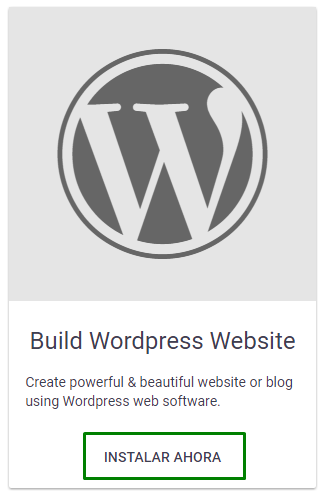 Build Wordpress Website
Create powerful & beautiful website or blog
using Wordpress web software.
INSTALAR AHORA